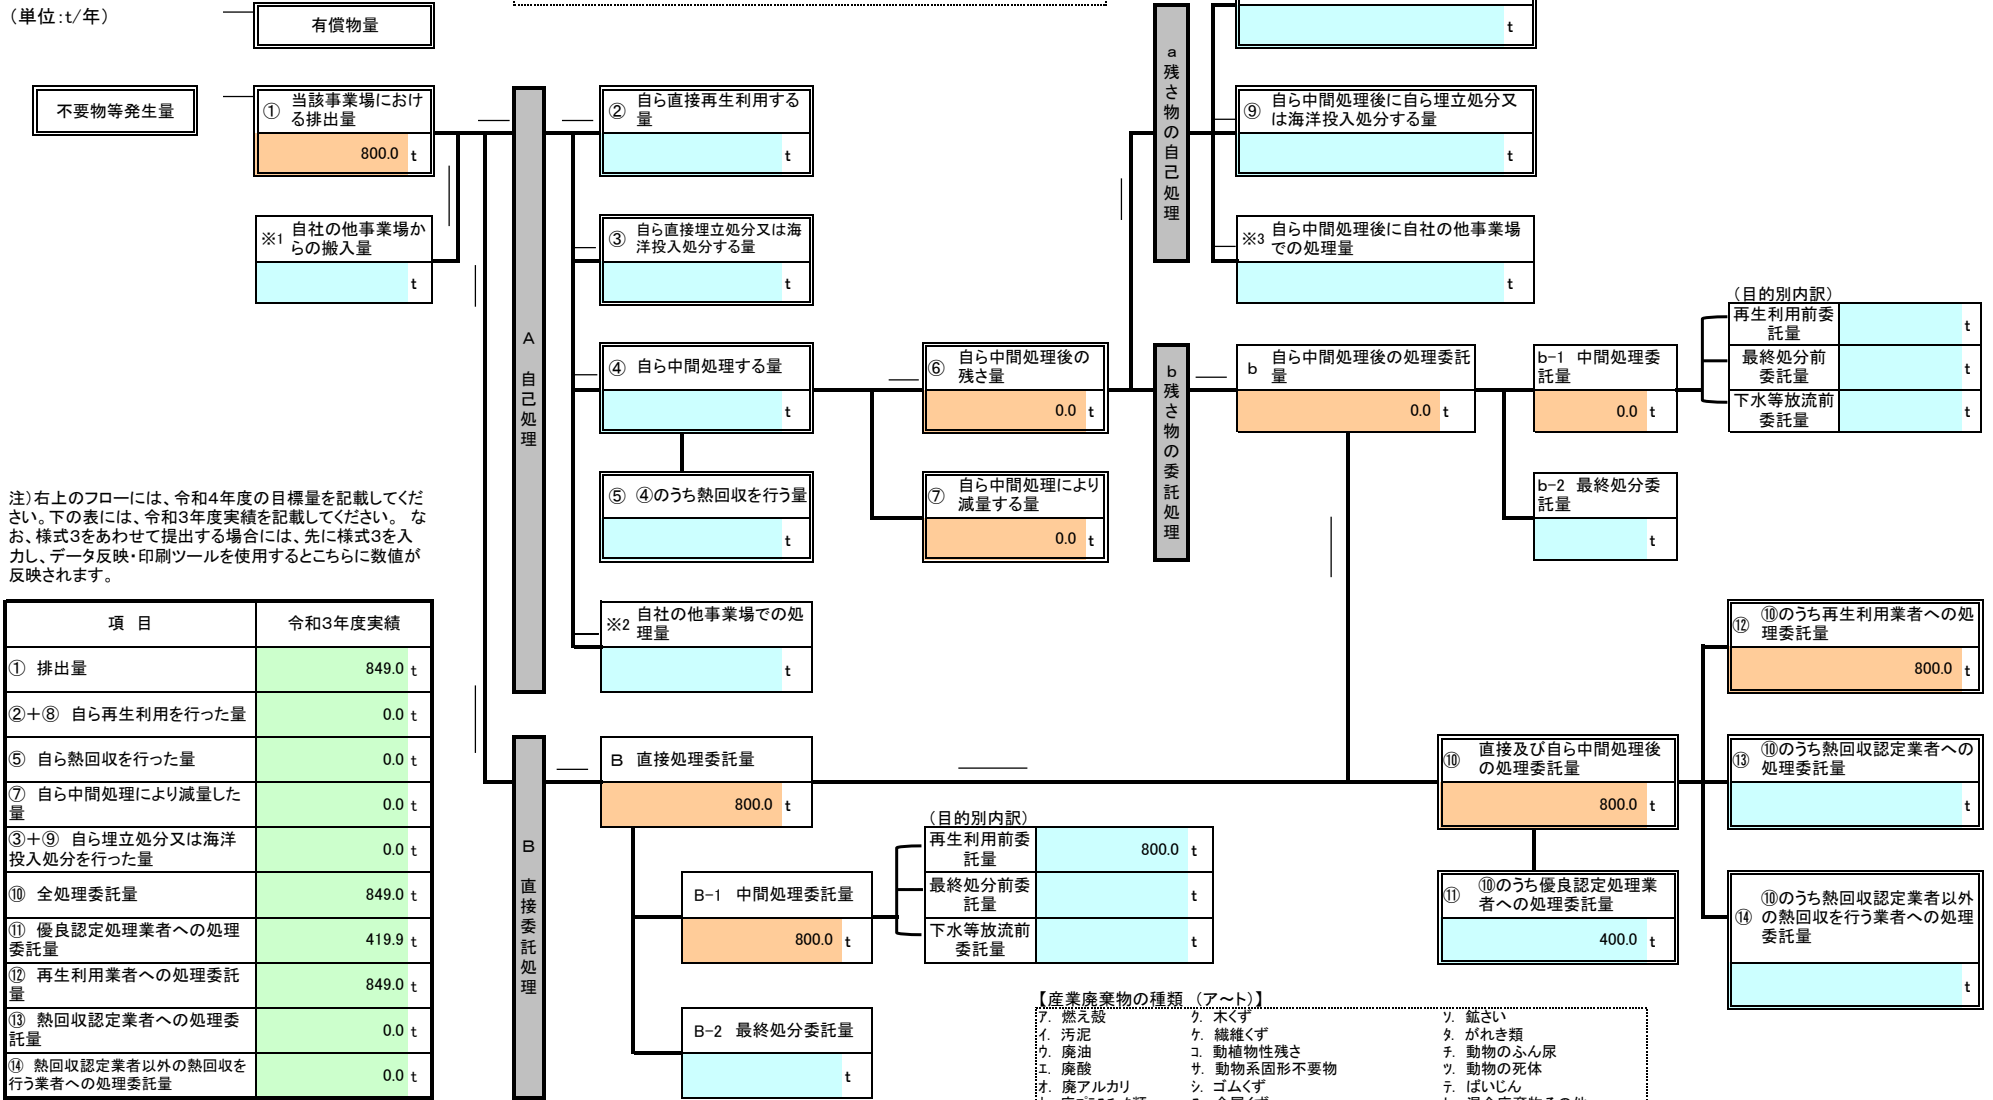 (単位:t/年)
有償物量
t
不要物等発生量
① 当該事業場におけ
る排出量
800.0 t
※1 自社の他事業場か
らの搬入量
t
A 自己処理
② 自ら直接再生利用する
量
t
③ 自ら直接埋立処分又は海
洋投入処分する量
t
④ 自ら中間処理する量
t
⑤ ④のうち熱回収を行う量
t
※2 自社の他事業場での処
理量
t
⑥ 自ら中間処理後の
残さ量
0.0 t
⑦ 自ら中間処理により
減量する量
0.0 t
a 残さ物の自己処理
⑨ 自ら中間処理後に自ら埋立処分又
は海洋投入処分する量
t
※3 自ら中間処理後に自社の他事業場
での処理量
t
b 残さ物の委託処理
b 自ら中間処理後の処理委託
量
0.0 t
b-1 中間処理委
託量
0.0 t
b-2 最終処分委
託量
t
(目的別内訳)
再生利用前委
託量
t
最終処分前
委託量
t
下水等放流前
委託量
t
注)右上のフローには、令和4年度の目標量を記載してくだ
さい。下の表には、令和3年度実績を記載してください。 な
お、様式3をあわせて提出する場合には、先に様式3を入
力し、データ反映・印刷ツールを使用するとこちらに数値が
反映されます。
項 目 令和3年度実績
① 排出量 849.0 t
②+⑧ 自ら再生利用を行った量 0.0 t
⑤ 自ら熱回収を行った量 0.0 t
⑦ 自ら中間処理により減量した
量 0.0 t
③+⑨ 自ら埋立処分又は海洋
投入処分を行った量 0.0 t
⑩ 全処理委託量 849.0 t
⑪ 優良認定処理業者への処理
委託量 419.9 t
⑫ 再生利用業者への処理委託
量 849.0 t
⑬ 熱回収認定業者への処理委
託量 0.0 t
⑭ 熱回収認定業者以外の熱回収を
行う業者への処理委託量 0.0 t
B 直接委託処理
B 直接処理委託量
800.0 t
B-1 中間処理委託量
800.0 t
B-2 最終処分委託量
t
(目的別内訳)
再生利用前委
託量
800.0 t
最終処分前委
託量
t
下水等放流前
委託量
t
⑩ 直接及び自ら中間処理後
の処理委託量
800.0 t
⑪ ⑩のうち優良認定処理業
者への処理委託量
400.0 t
⑫ ⑩のうち再生利用業者への処
理委託量
800.0 t
⑬ ⑩のうち熱回収認定業者への
処理委託量
t
⑭ ⑩のうち熱回収認定業者以外
の熱回収を行う業者への処理
委託量
t
【産業廃棄物の種類 (ア~ト)】
ア. 燃え殻 ク. 木くず ソ. 鉱さい
イ. 汚泥 ケ. 繊維くず タ. がれき類
ウ. 廃油 コ. 動植物性残さ チ. 動物のふん尿
エ. 廃酸 サ. 動物系固形不要物 ツ. 動物の死体
オ. 廃アルカリ シ. ゴムくず テ. ばいじん